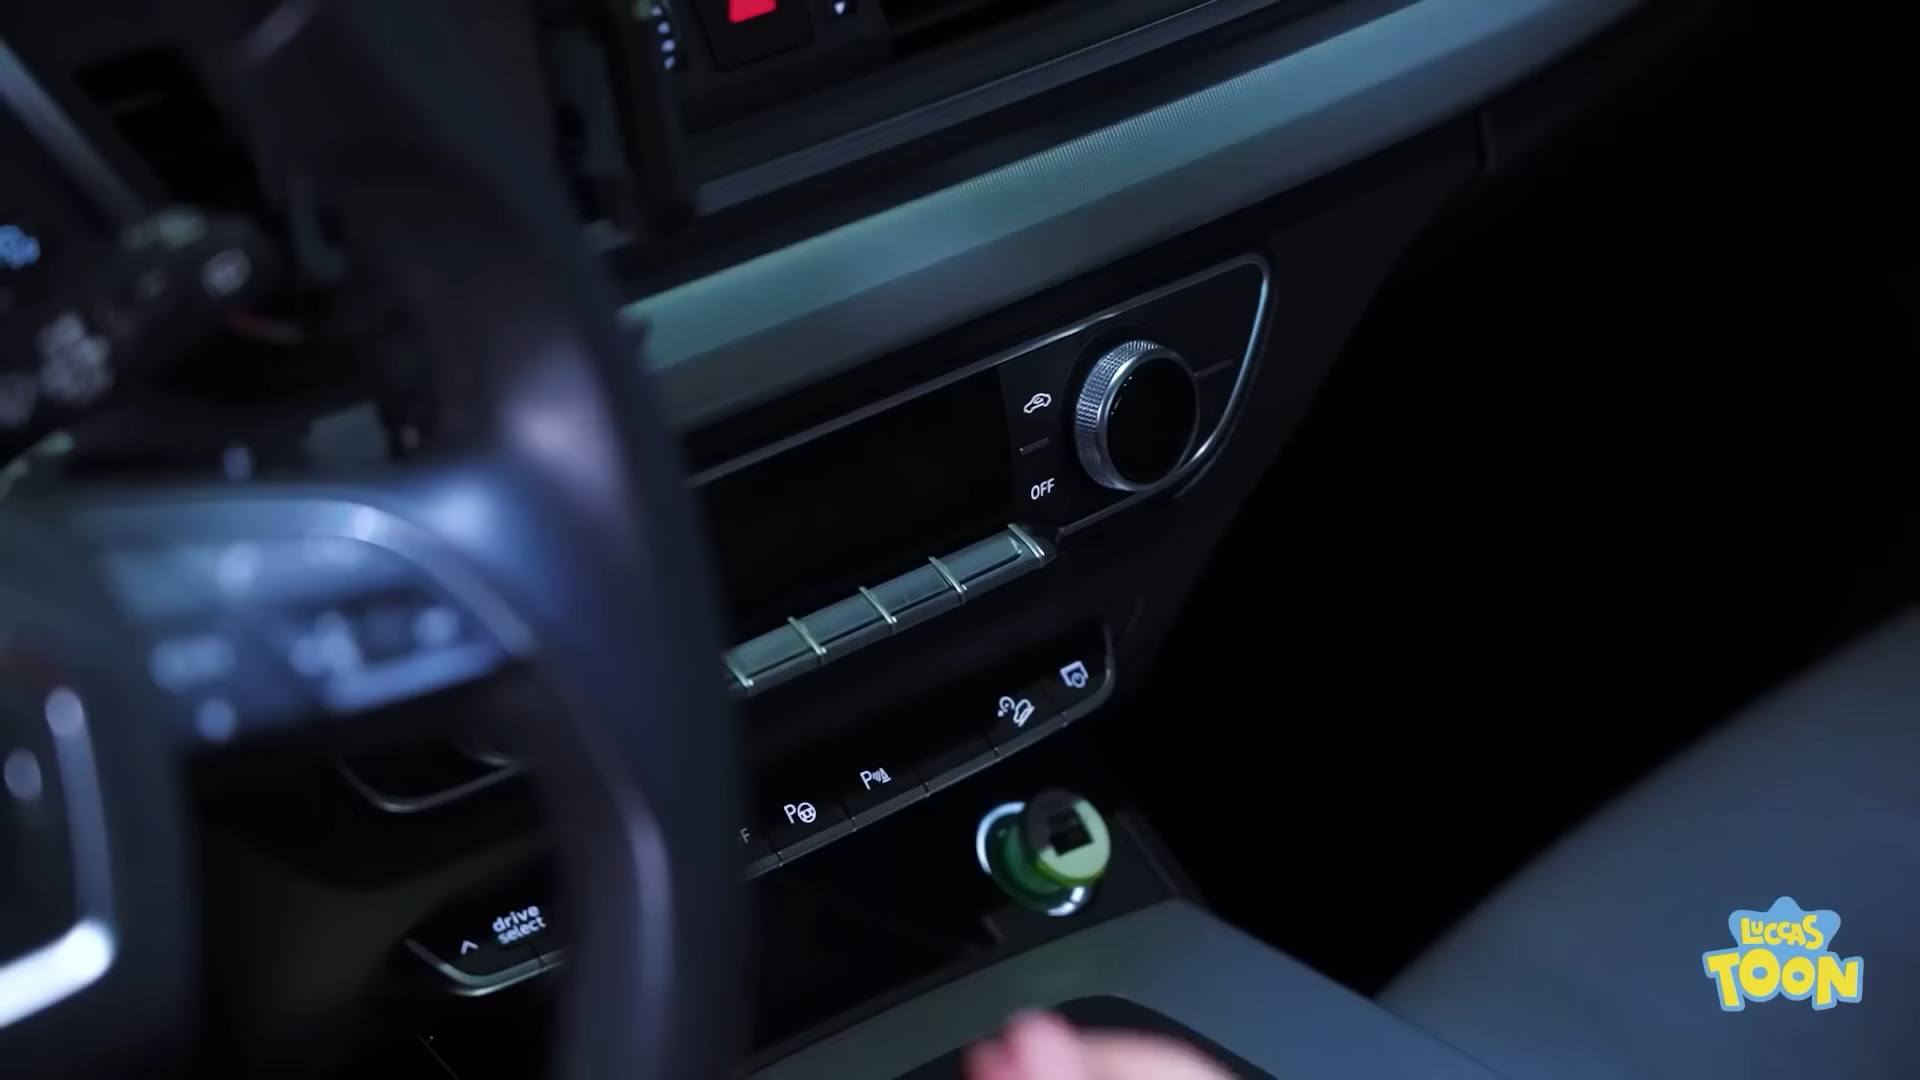 OFF
P
P
F
drive
select
LUCCAS
TOON